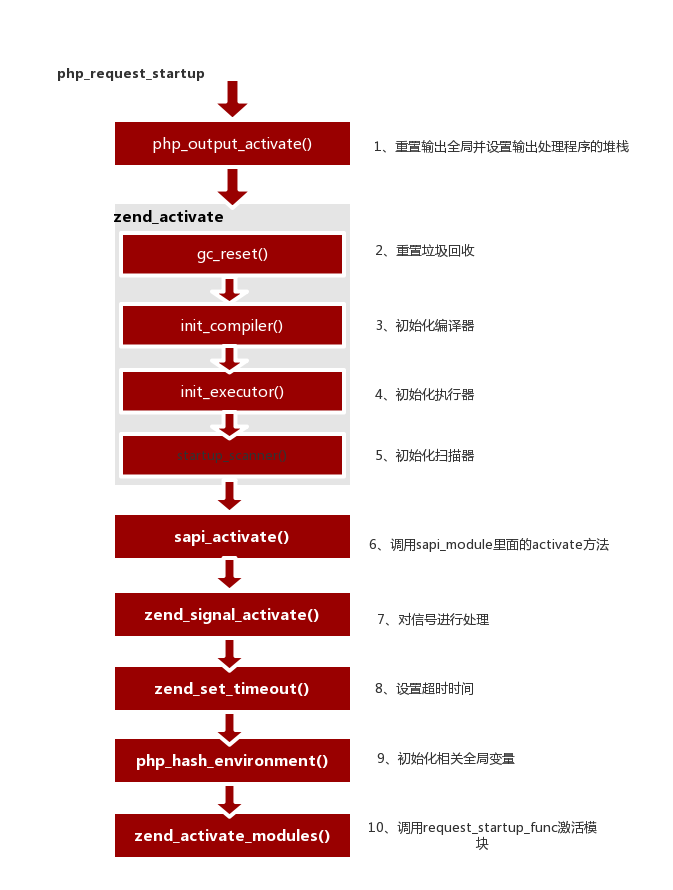 php_request_startup
php_output_activate()
1、重置输出全局并设置输出处理程序的堆栈
zend_activate
gc_reset()
2、重置垃圾回收
init_compiler()
3、初始化编译器
init_executor()
4、初始化执行器
startup_scanner()
5、初始化扫描器
sapi_activate()
6、调用sapi_module里面的activate方法
zend_signal_activate()
7、对信号进行处理
zend_set_timeout()
8、设置超时时间
php_hash_environment()
9、初始化相关全局变量
zend_activate_modules()
10、调用request_startup_func激活模
块